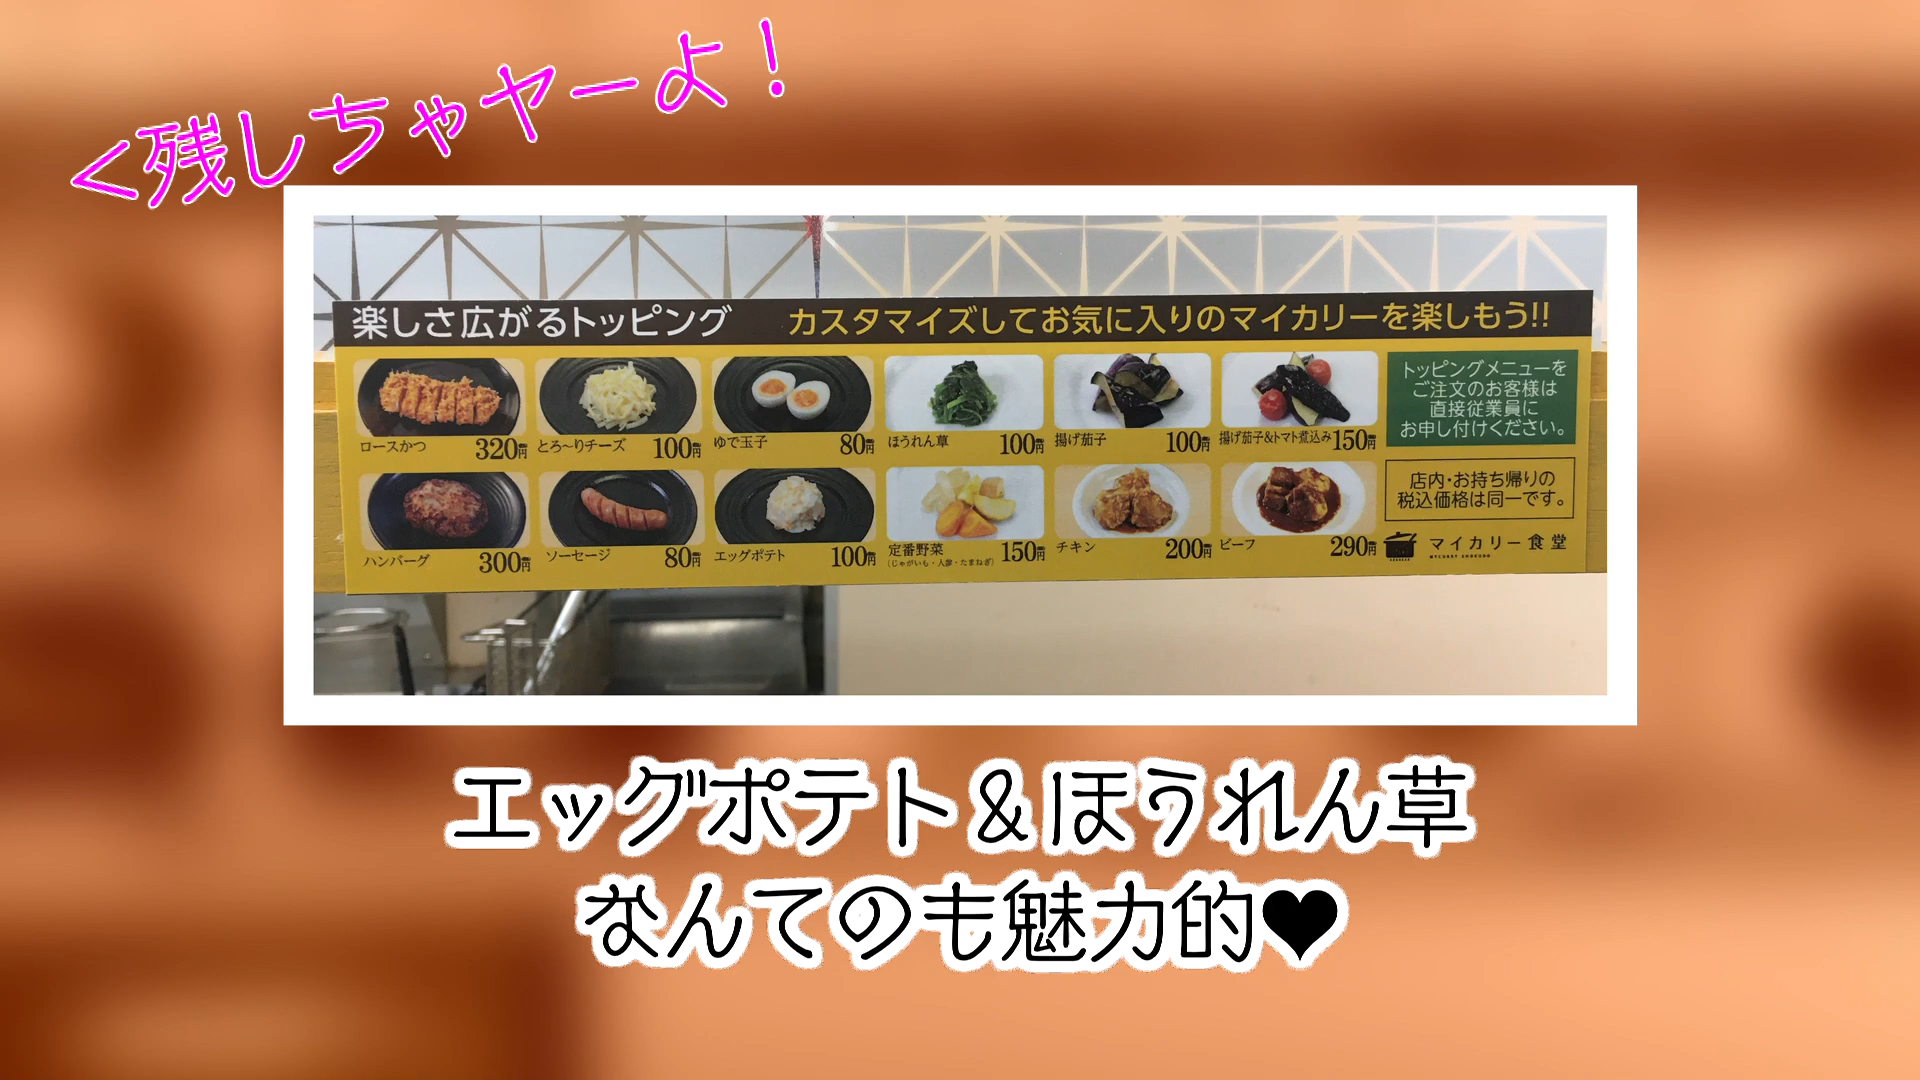 <残しちゃヤーよ！
楽しさ広がるトッピング カスタマイズしてお気に入りのマイカリーを楽しもう!!
ロースかつ 320円
とろ〜りチーズ 100円
ゆで玉子 80円
ほうれん草 100円
揚げ茄子 100円
揚げ茄子&トマト煮込み 150円
トッピングメニューを
ご注文のお客様は
直接従業員に
お申し付けください。
ハンバーグ 300円
ソーセージ 80円
エッグポテト 100円
定番野菜 150円
(じゃがいも・人参・たまねぎ)
チキン 200円
ビーフ 290円
店内・お持ち帰りの
税込価格は同一です。
マイカリー食堂
エッグポテト＆ほうれん草
なんてのも魅力的♥